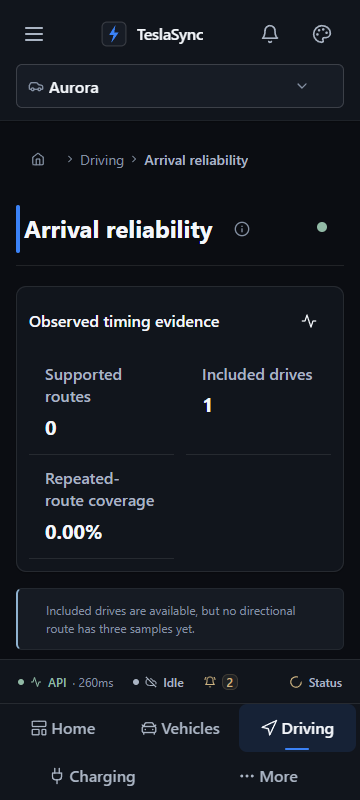 TeslaSync
Aurora
Driving
Arrival reliability
Arrival reliability
Observed timing evidence
Supported
routes
0
Included drives
1
Repeated-
route coverage
0.00%
Included drives are available, but no directional
route has three samples yet.
API · 260ms
Idle
2
Status
Home
Vehicles
Driving
Charging
More